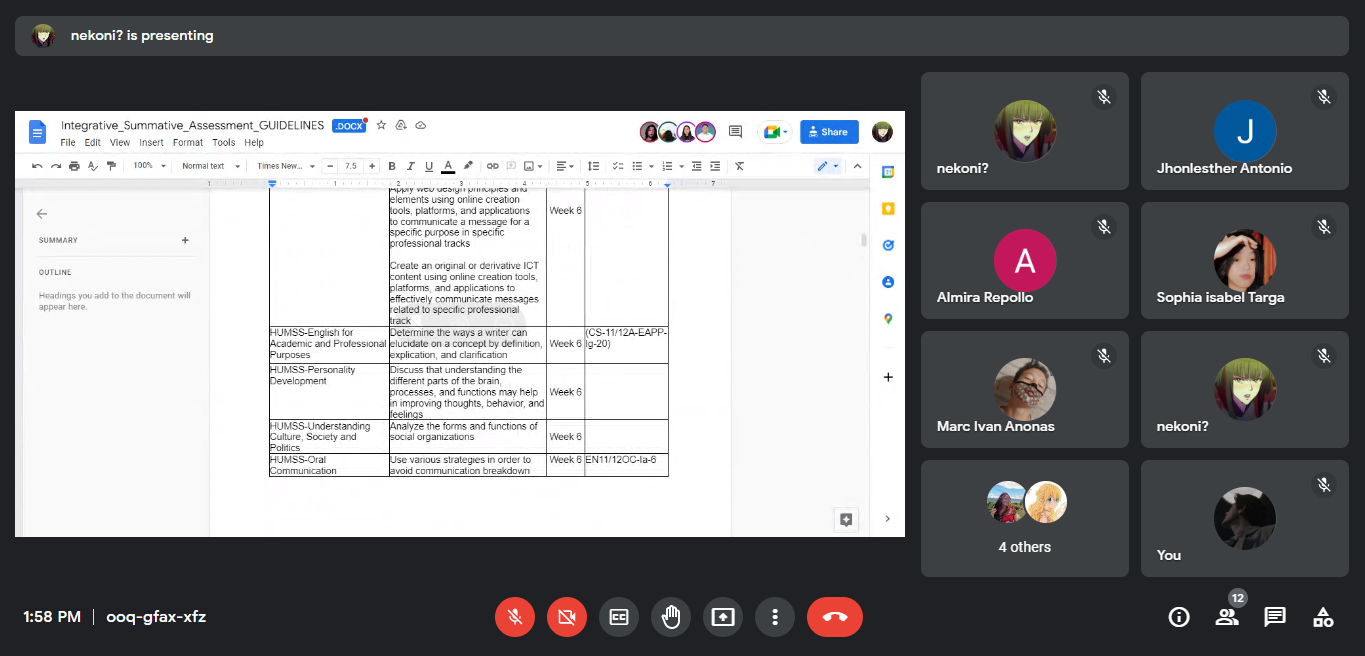 nekoni? is presenting
Integrative_Summative_Assessment_GUIDELINES .DOCX
File Edit View Insert Format Tools Help
Share
100% Normal text Times New... 7.5
B I U A
1 1 2 3 4 5 6 7
SUMMARY
OUTLINE
Headings you add to the document will
appear here.
Apply web design principles and
elements using online creation
tools, platforms, and applications
to communicate a message for a
specific purpose in specific
professional tracks
Week 6
Create an original or derivative ICT
content using online creation tools,
platforms, and applications to
effectively communicate messages
related to specific professional
track
HUMSS-English for
Academic and Professional
Purposes
Determine the ways a writer can
elucidate on a concept by definition,
explication, and clarification
Week 6
(CS-11/12A-EAPP-
Ig-20)
HUMSS-Personality
Development
Discuss that understanding the
different parts of the brain,
processes, and functions may help
in improving thoughts, behavior, and
feelings
Week 6
HUMSS-Understanding
Culture, Society and
Politics
Analyze the forms and functions of
social organizations
Week 6
HUMSS-Oral
Communication
Use various strategies in order to
avoid communication breakdown
Week 6
EN11/12OC-Ia-6
nekoni?
J
Jhonlesther Antonio
A
Almira Repollo
Sophia isabel Targa
Marc Ivan Anonas
nekoni?
4 others
You
1:58 PM | ooq-gfax-xfz
12